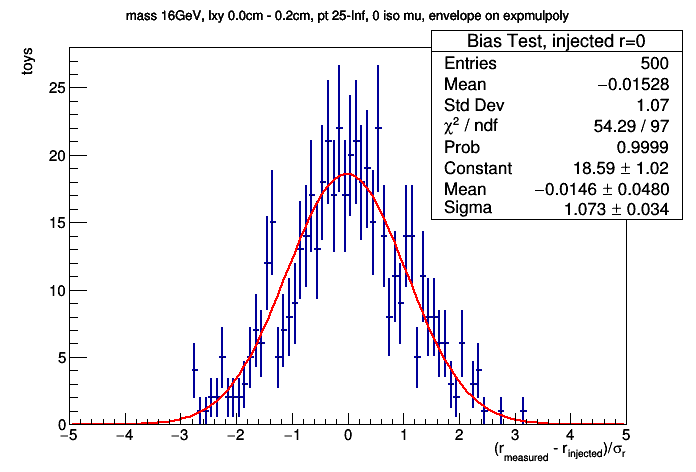 mass 16GeV, lxy 0.0cm - 0.2cm, pt 25-Inf, 0 iso mu, envelope on expmulpoly
toys
Bias Test, injected r=0
Entries 500
Mean −0.01528
Std Dev 1.07
χ² / ndf 54.29 / 97
Prob 0.9999
Constant 18.59 ± 1.02
Mean −0.0146 ± 0.0480
Sigma 1.073 ± 0.034
25
20
15
10
5
0
−5 −4 −3 −2 −1 0 1 2 3 4 5
(r_measured - r_injected)/σ_r